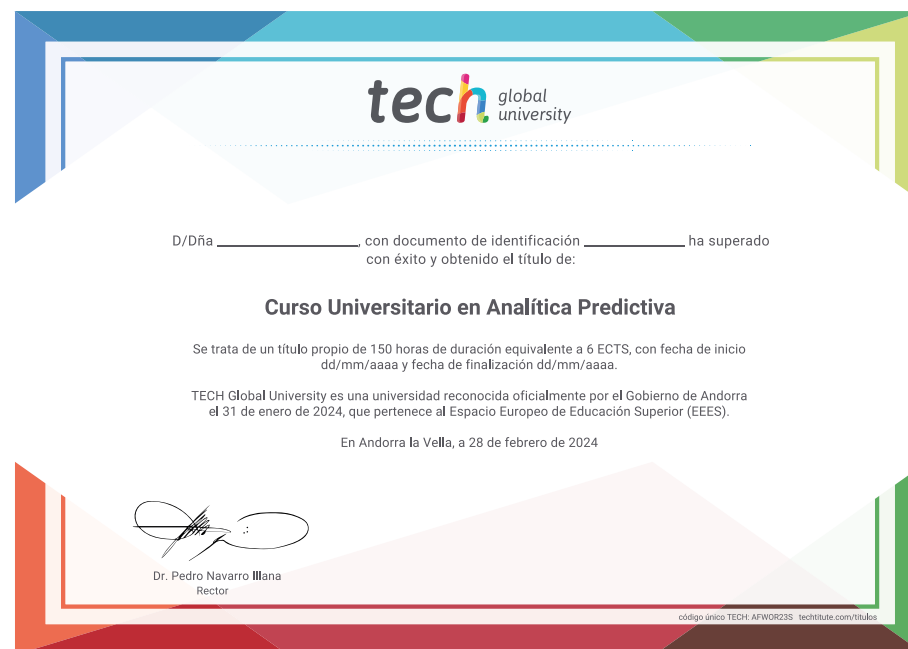 tech global university
D/Dña ____________________, con documento de identificación ______________ ha superado
con éxito y obtenido el título de:
Curso Universitario en Analítica Predictiva
Se trata de un título propio de 150 horas de duración equivalente a 6 ECTS, con fecha de inicio
dd/mm/aaaa y fecha de finalización dd/mm/aaaa.
TECH Global University es una universidad reconocida oficialmente por el Gobierno de Andorra
el 31 de enero de 2024, que pertenece al Espacio Europeo de Educación Superior (EEES).
En Andorra la Vella, a 28 de febrero de 2024
Dr. Pedro Navarro Illana
Rector
código único TECH: AFWOR23S techtitute.com/titulos